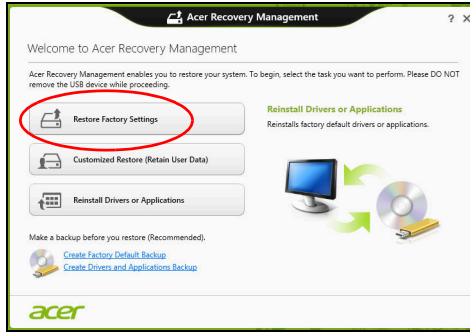 Acer Recovery Management
? X
Welcome to Acer Recovery Management
Acer Recovery Management enables you to restore your system. To begin, select the task you want to perform. Please DO NOT
remove the USB device while proceeding.
Restore Factory Settings
Customized Restore (Retain User Data)
Reinstall Drivers or Applications
Reinstall Drivers or Applications
Reinstalls factory default drivers or applications.
Make a backup before you restore (Recommended).
Create Factory Default Backup
Create Drivers and Applications Backup
acer